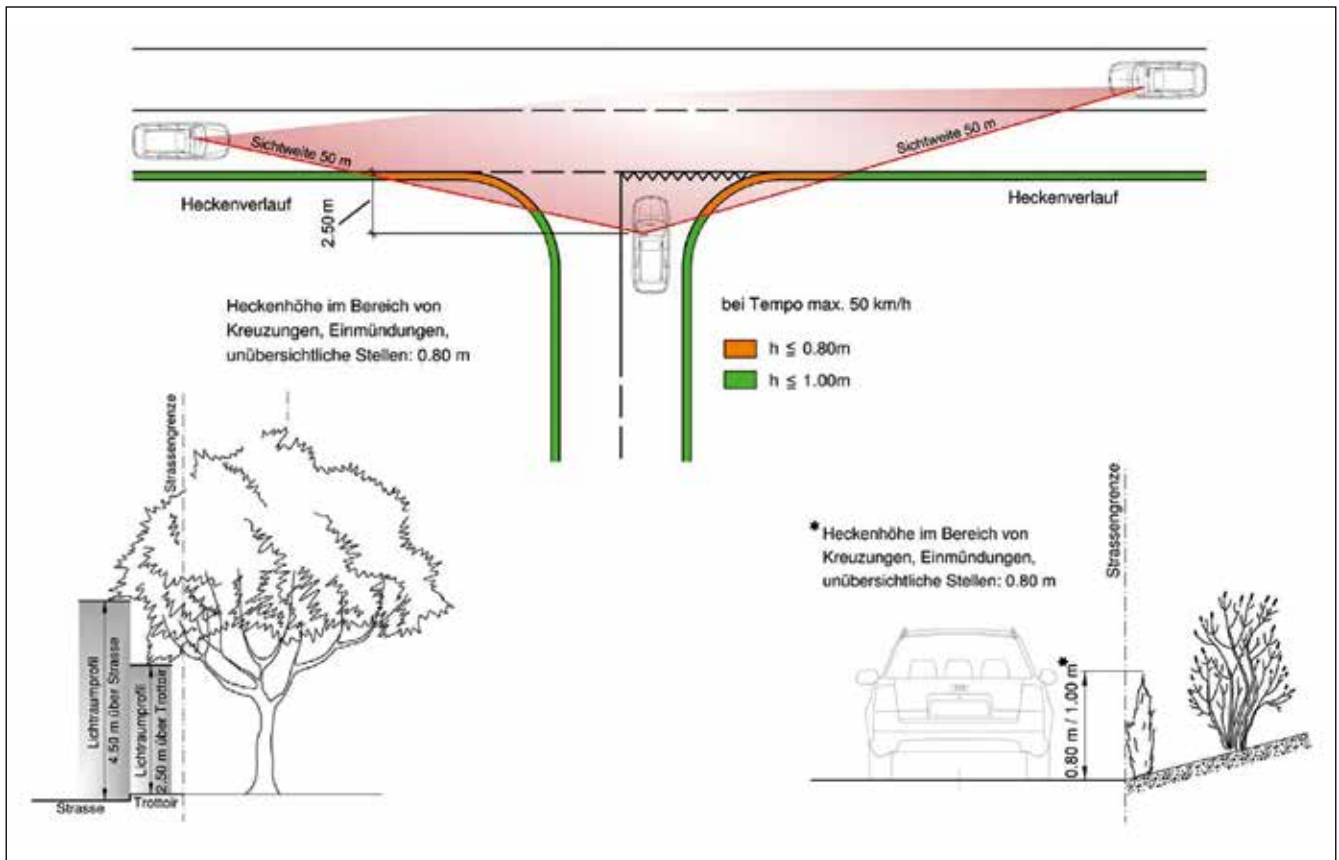 Sichtweite 50 m
Sichtweite 50 m
Heckenverlauf
2.50 m
Heckenverlauf
Heckenhöhe im Bereich von
Kreuzungen, Einmündungen,
unübersichtliche Stellen: 0.80 m
bei Tempo max. 50 km/h
h ≦ 0.80m
h ≦ 1.00m
Strassengrenze
Lichtraumprofil
4.50 m über Strasse
Lichtraumprofil
2.50 m über Trottoir
Strasse
Trottoir
* Heckenhöhe im Bereich von
Kreuzungen, Einmündungen,
unübersichtliche Stellen: 0.80 m
Strassengrenze
0.80 m / 1.00 m *